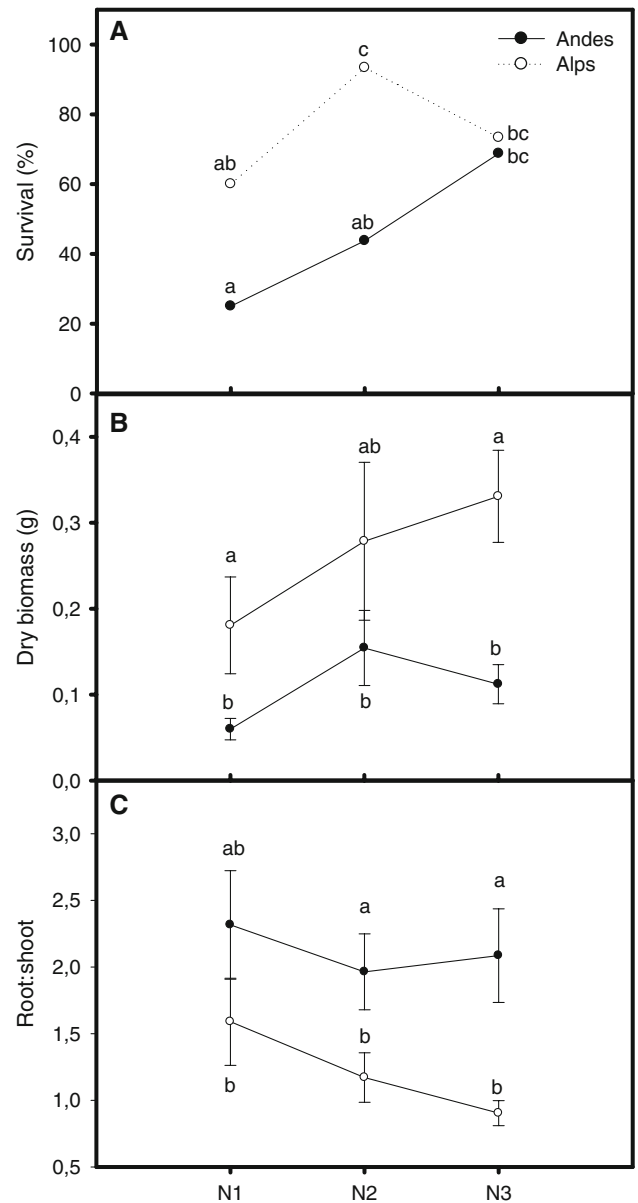 A
Andes
Alps
Survival (%)
100
80
60
40
20
0
ab
c
bc
bc
a
ab
B
Dry biomass (g)
0,4
0,3
0,2
0,1
0,0
a
ab
a
b
b
b
C
Root:shoot
3,0
2,5
2,0
1,5
1,0
0,5
ab
a
a
b
b
b
N1 N2 N3